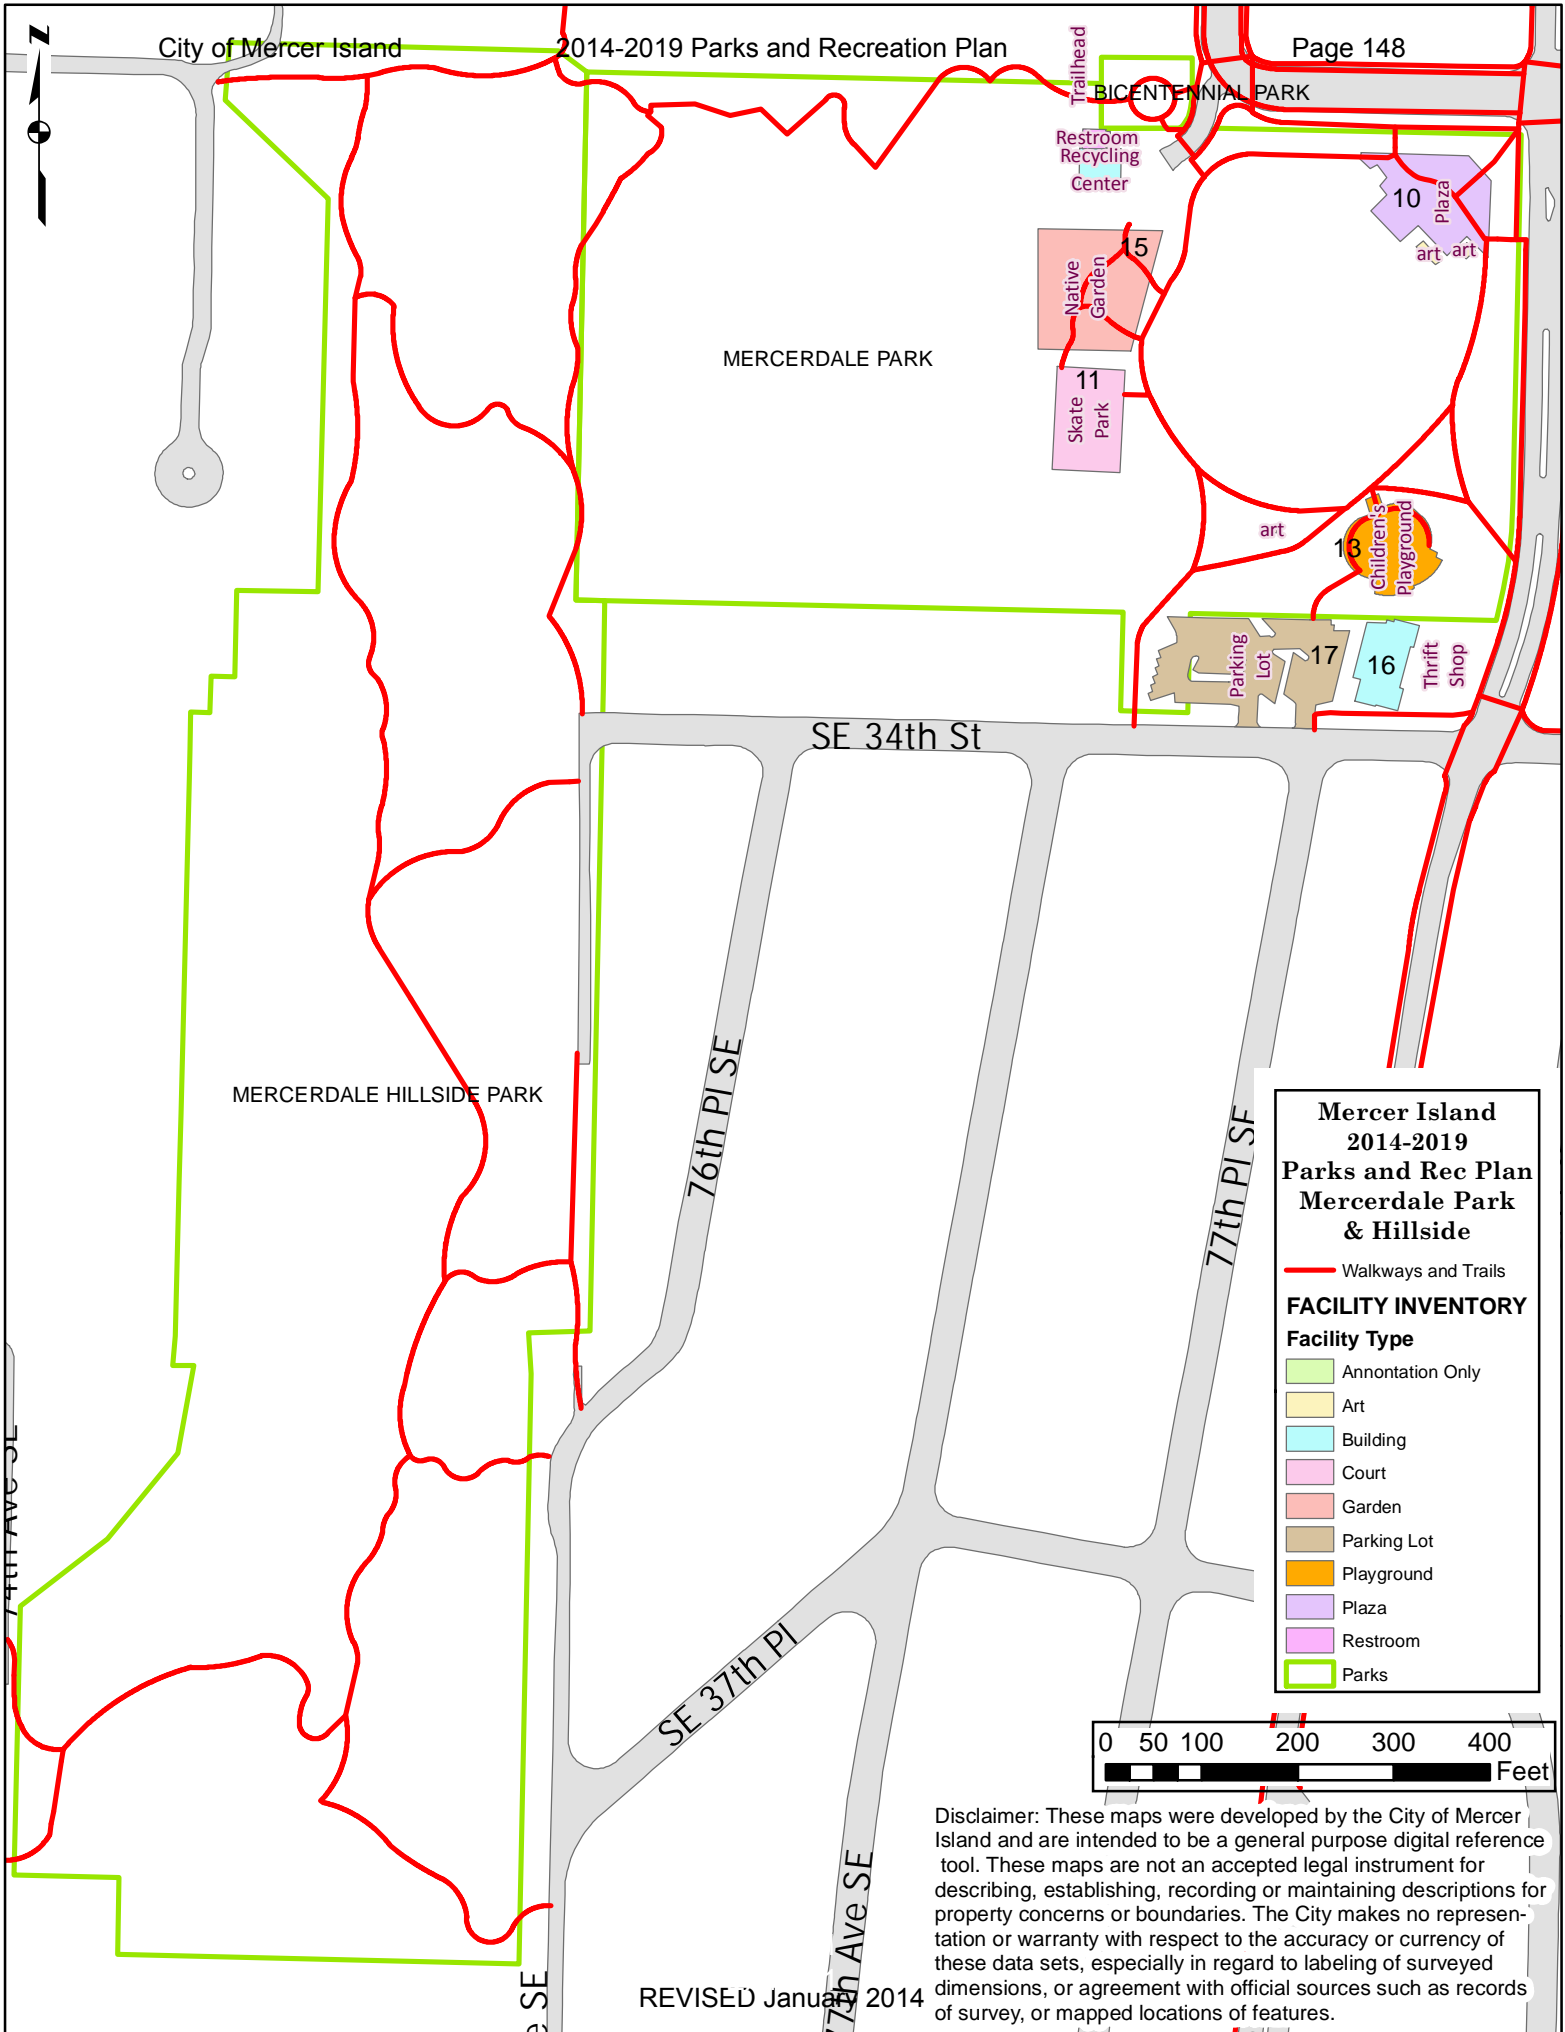 City of Mercer Island 2014-2019 Parks and Recreation Plan Page 148
N
Trailhead
BICENTENNIAL PARK
Restroom
Recycling
Center
10
Plaza
art art
15
Native
Garden
MERCERDALE PARK
11
Skate
Park
art
13
Children's
Playground
Parking
Lot
17
16
Thrift
Shop
SE 34th St
MERCERDALE HILLSIDE PARK
76th Pl SE
77th Pl SE
74th Ave SE
SE 37th Pl
77th Ave SE
e SE
Mercer Island
2014-2019
Parks and Rec Plan
Mercerdale Park
& Hillside
Walkways and Trails
FACILITY INVENTORY
Facility Type
Annontation Only
Art
Building
Court
Garden
Parking Lot
Playground
Plaza
Restroom
Parks
0 50 100 200 300 400
Feet
Disclaimer: These maps were developed by the City of Mercer
Island and are intended to be a general purpose digital reference
tool. These maps are not an accepted legal instrument for
describing, establishing, recording or maintaining descriptions for
property concerns or boundaries. The City makes no represen-
tation or warranty with respect to the accuracy or currency of
these data sets, especially in regard to labeling of surveyed
dimensions, or agreement with official sources such as records
of survey, or mapped locations of features.
REVISED January 2014